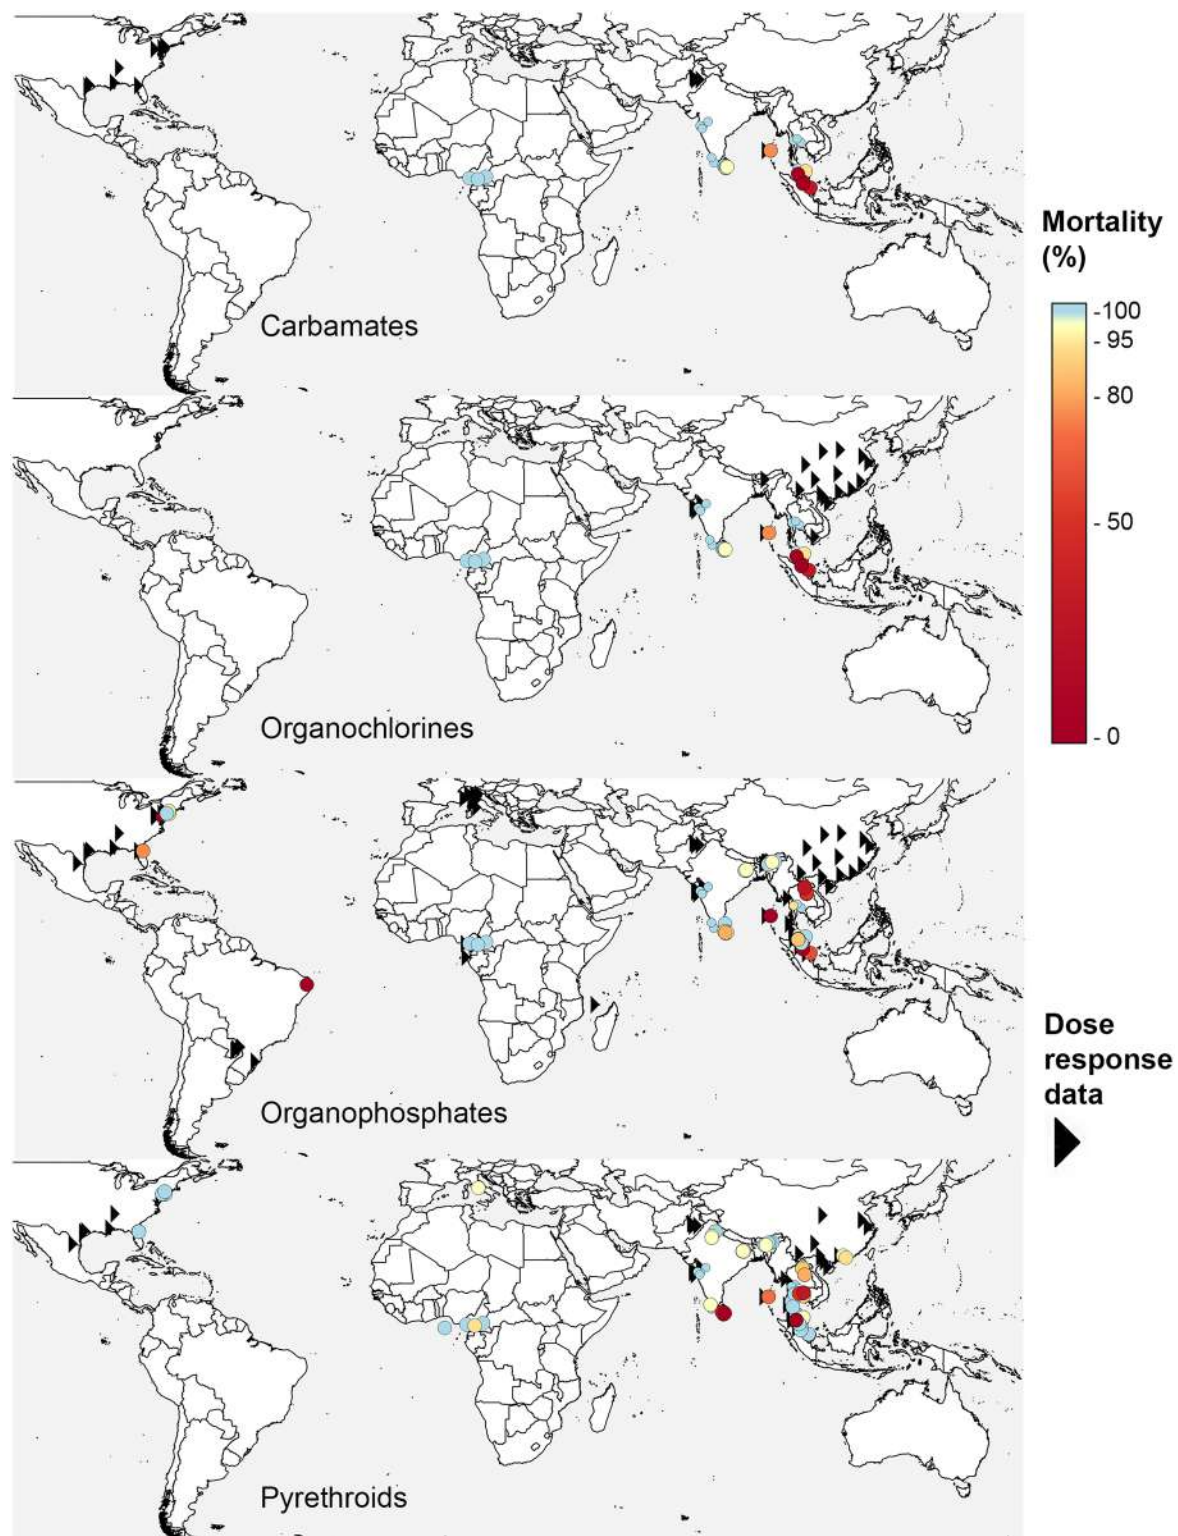 Carbamates
Mortality
(%)
-100
- 95
- 80
- 50
- 0
Organochlorines
Organophosphates
Dose
response
data
Pyrethroids